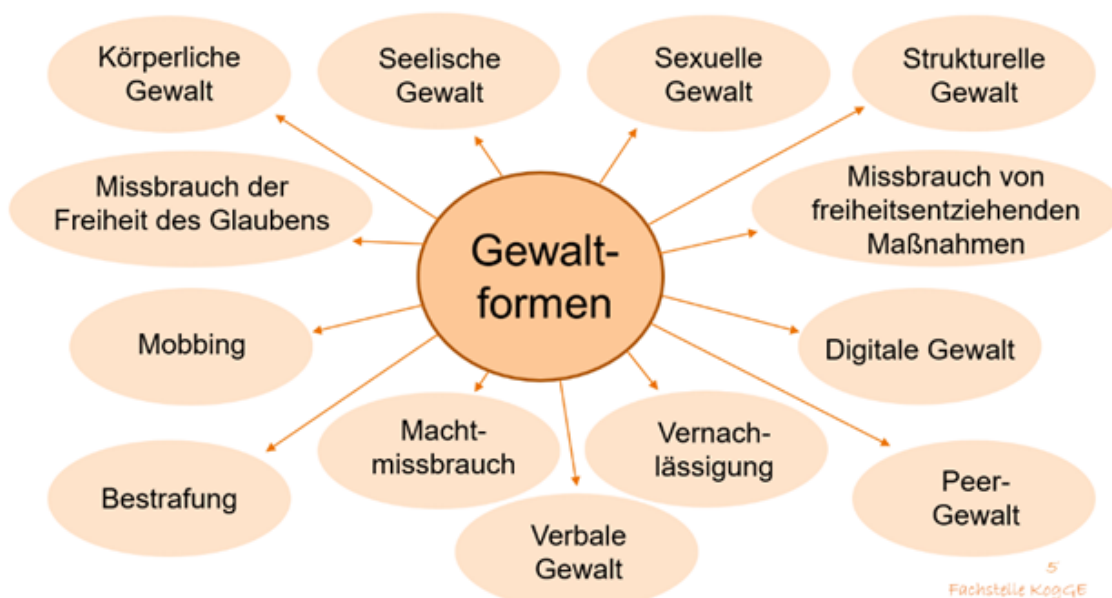 Körperliche
Gewalt
Seelische
Gewalt
Sexuelle
Gewalt
Strukturelle
Gewalt
Missbrauch der
Freiheit des Glaubens
Gewalt-
formen
Missbrauch von
freiheitsentziehenden
Maßnahmen
Mobbing
Digitale Gewalt
Bestrafung
Macht-
missbrauch
Verbale
Gewalt
Vernach-
lässigung
Peer-
Gewalt
5
Fachstelle KogGE